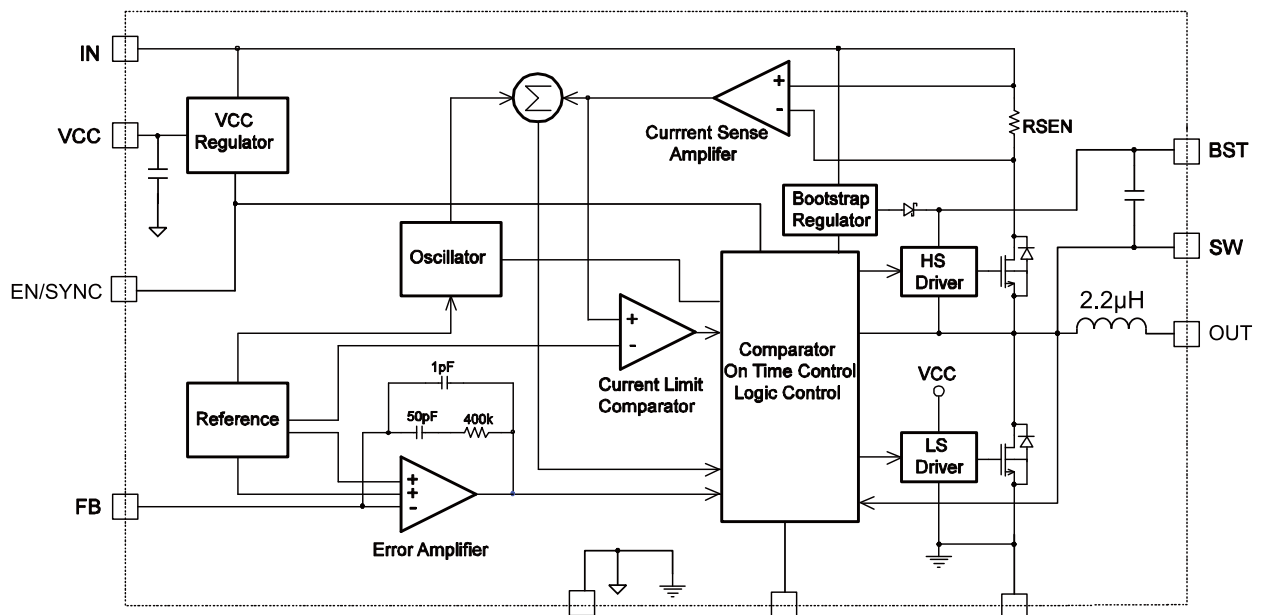 IN
VCC
VCC
Regulator
Σ
+
-
Currrent Sense
Amplifer
RSEN
BST
Bootstrap
Regulator
SW
Oscillator
HS
Driver
EN/SYNC
2.2µH
OUT
+
-
Current Limit
Comparator
Comparator
On Time Control
Logic Control
VCC
1pF
50pF
400k
Reference
LS
Driver
+
+
-
FB
Error Amplifier